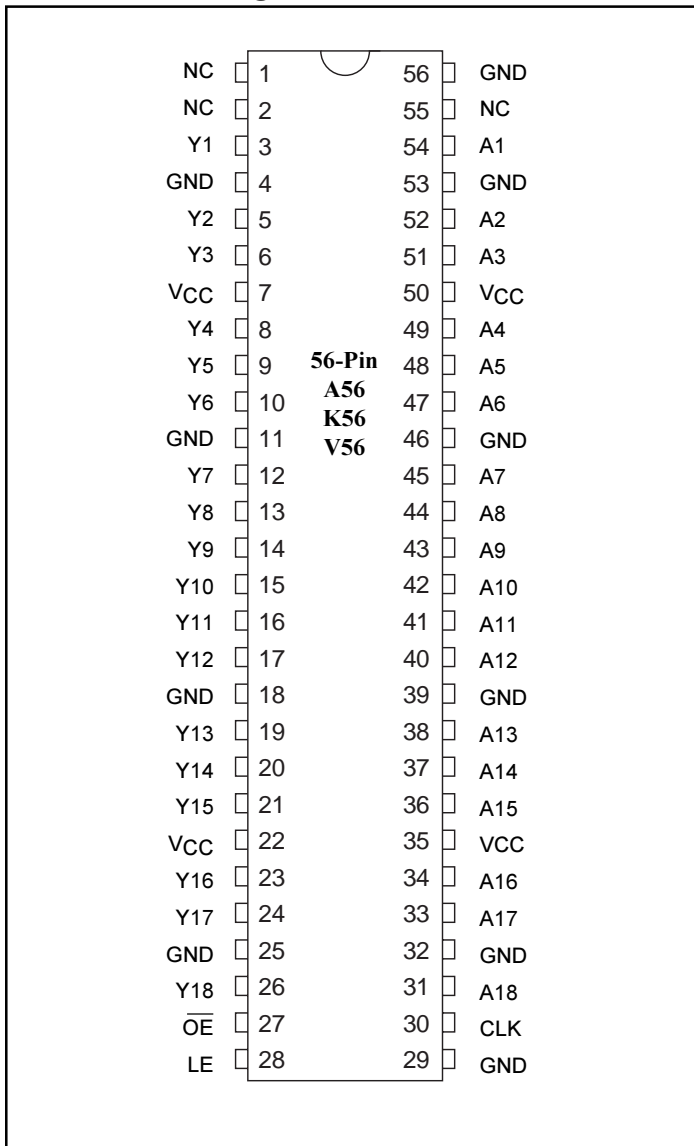 NC 1 56 GND
NC 2 55 NC
Y1 3 54 A1
GND 4 53 GND
Y2 5 52 A2
Y3 6 51 A3
VCC 7 50 VCC
Y4 8 49 A4
Y5 9 56-Pin 48 A5
Y6 10 A56 47 A6
K56
GND 11 V56 46 GND
Y7 12 45 A7
Y8 13 44 A8
Y9 14 43 A9
Y10 15 42 A10
Y11 16 41 A11
Y12 17 40 A12
GND 18 39 GND
Y13 19 38 A13
Y14 20 37 A14
Y15 21 36 A15
VCC 22 35 VCC
Y16 23 34 A16
Y17 24 33 A17
GND 25 32 GND
Y18 26 31 A18
O̅E̅ 27 30 CLK
LE 28 29 GND